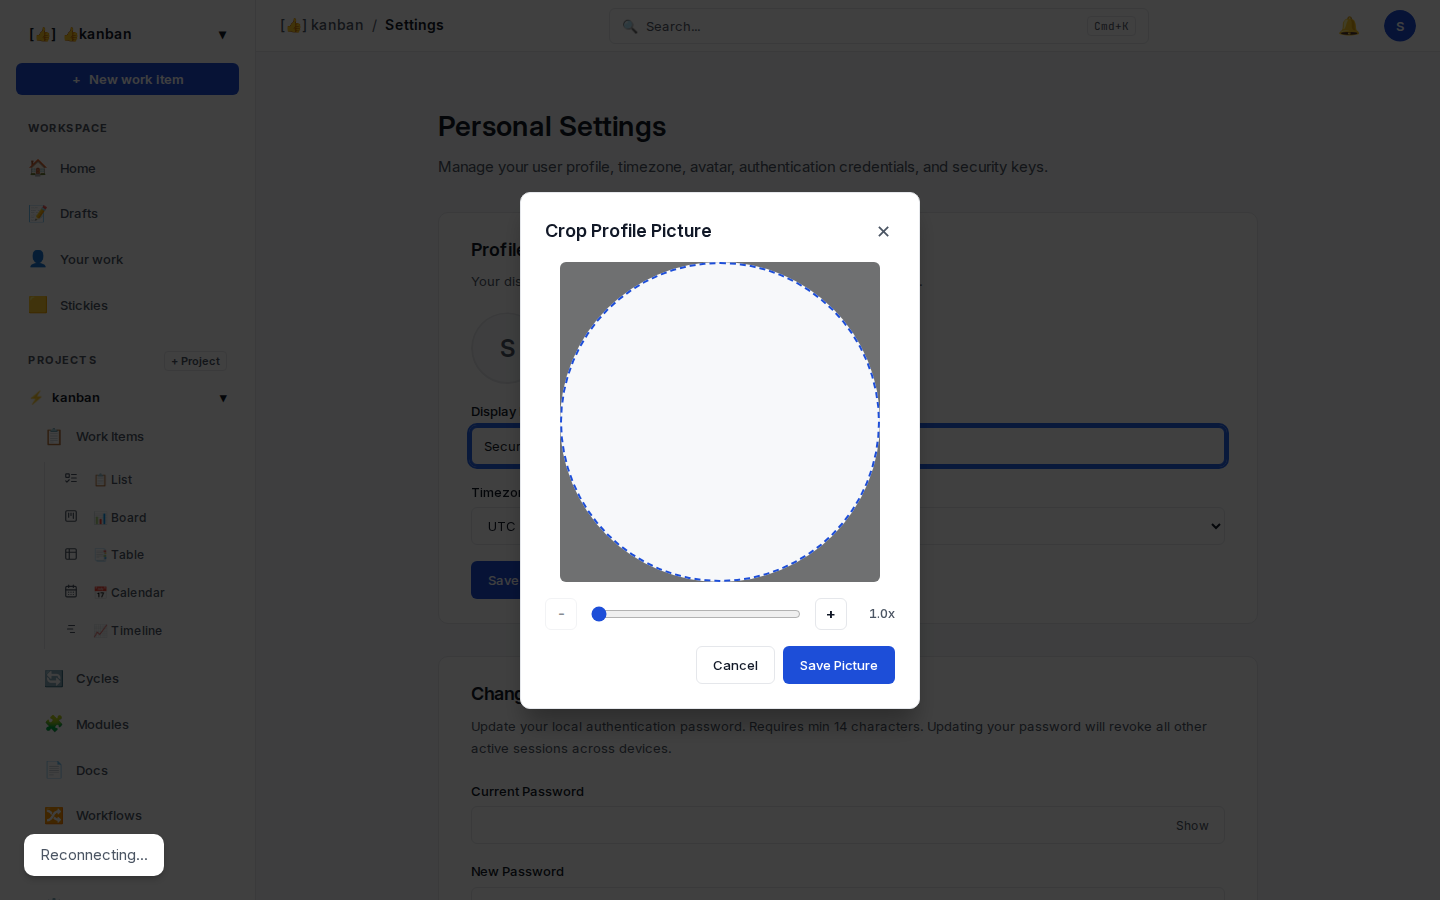 [👍] 👍kanban ▾
+ New work item
WORKSPACE
🏠 Home
📝 Drafts
👤 Your work
🟨 Stickies
PROJECTS
+ Project
⚡ kanban ▾
📋 Work Items
📋 List
📊 Board
📑 Table
📅 Calendar
📈 Timeline
🔄 Cycles
🧩 Modules
📄 Docs
🔀 Workflows
Reconnecting...
[👍] kanban / Settings
🔍 Search...
Cmd+K
🔔
S
Personal Settings
Manage your user profile, timezone, avatar, authentication credentials, and security keys.
Profile
Your dis
S
Display
Secur
Timezon
UTC
Save
Crop Profile Picture
✕
- + 1.0x
Cancel
Save Picture
Chang
Update your local authentication password. Requires min 14 characters. Updating your password will revoke all other
active sessions across devices.
Current Password
Show
New Password